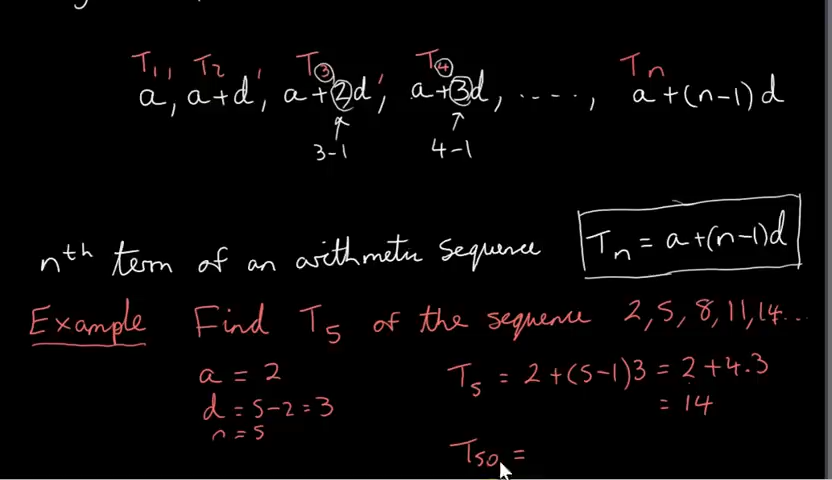 T1, T2, T3, T4 Tn
a, a+d, a+2d, a+3d, ....., a+(n-1)d
3-1 4-1
nth term of an arithmetic sequence Tn = a+(n-1)d
Example Find T5 of the sequence 2, 5, 8, 11, 14...
a = 2 T5 = 2+(5-1)3 = 2+4.3
d = 5-2=3 = 14
n=5
T50 =